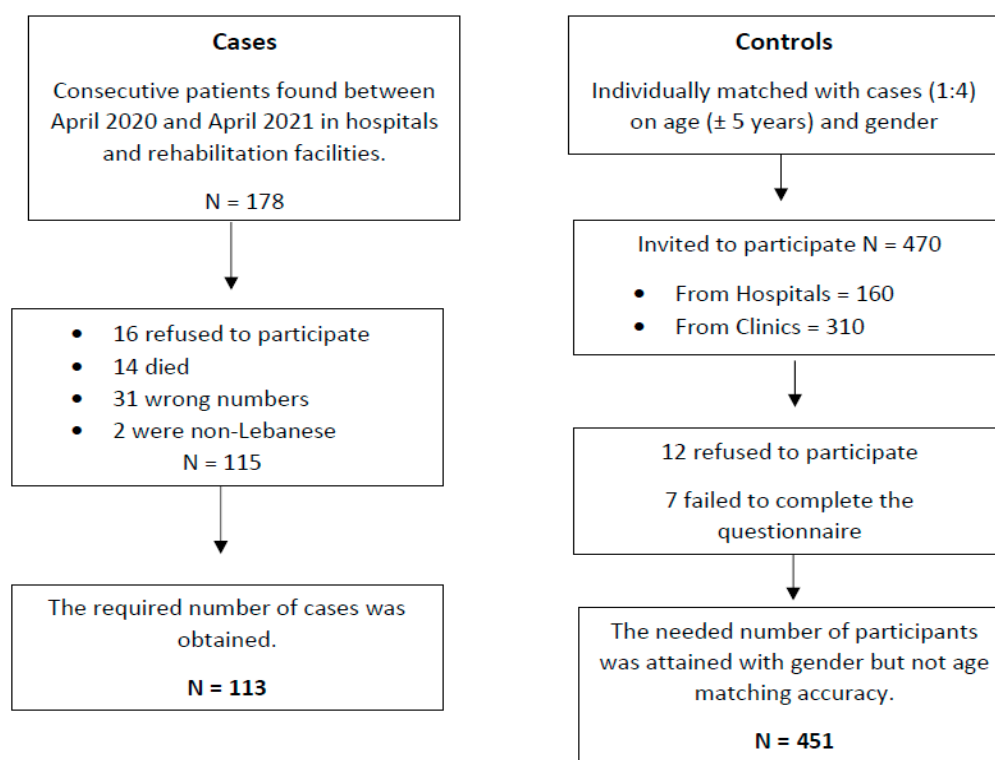 Cases
Consecutive patients found between
April 2020 and April 2021 in hospitals
and rehabilitation facilities.
N = 178
• 16 refused to participate
• 14 died
• 31 wrong numbers
• 2 were non-Lebanese
N = 115
The required number of cases was
obtained.
N = 113
Controls
Individually matched with cases (1:4)
on age (± 5 years) and gender
Invited to participate N = 470
• From Hospitals = 160
• From Clinics = 310
12 refused to participate
7 failed to complete the
questionnaire
The needed number of participants
was attained with gender but not age
matching accuracy.
N = 451